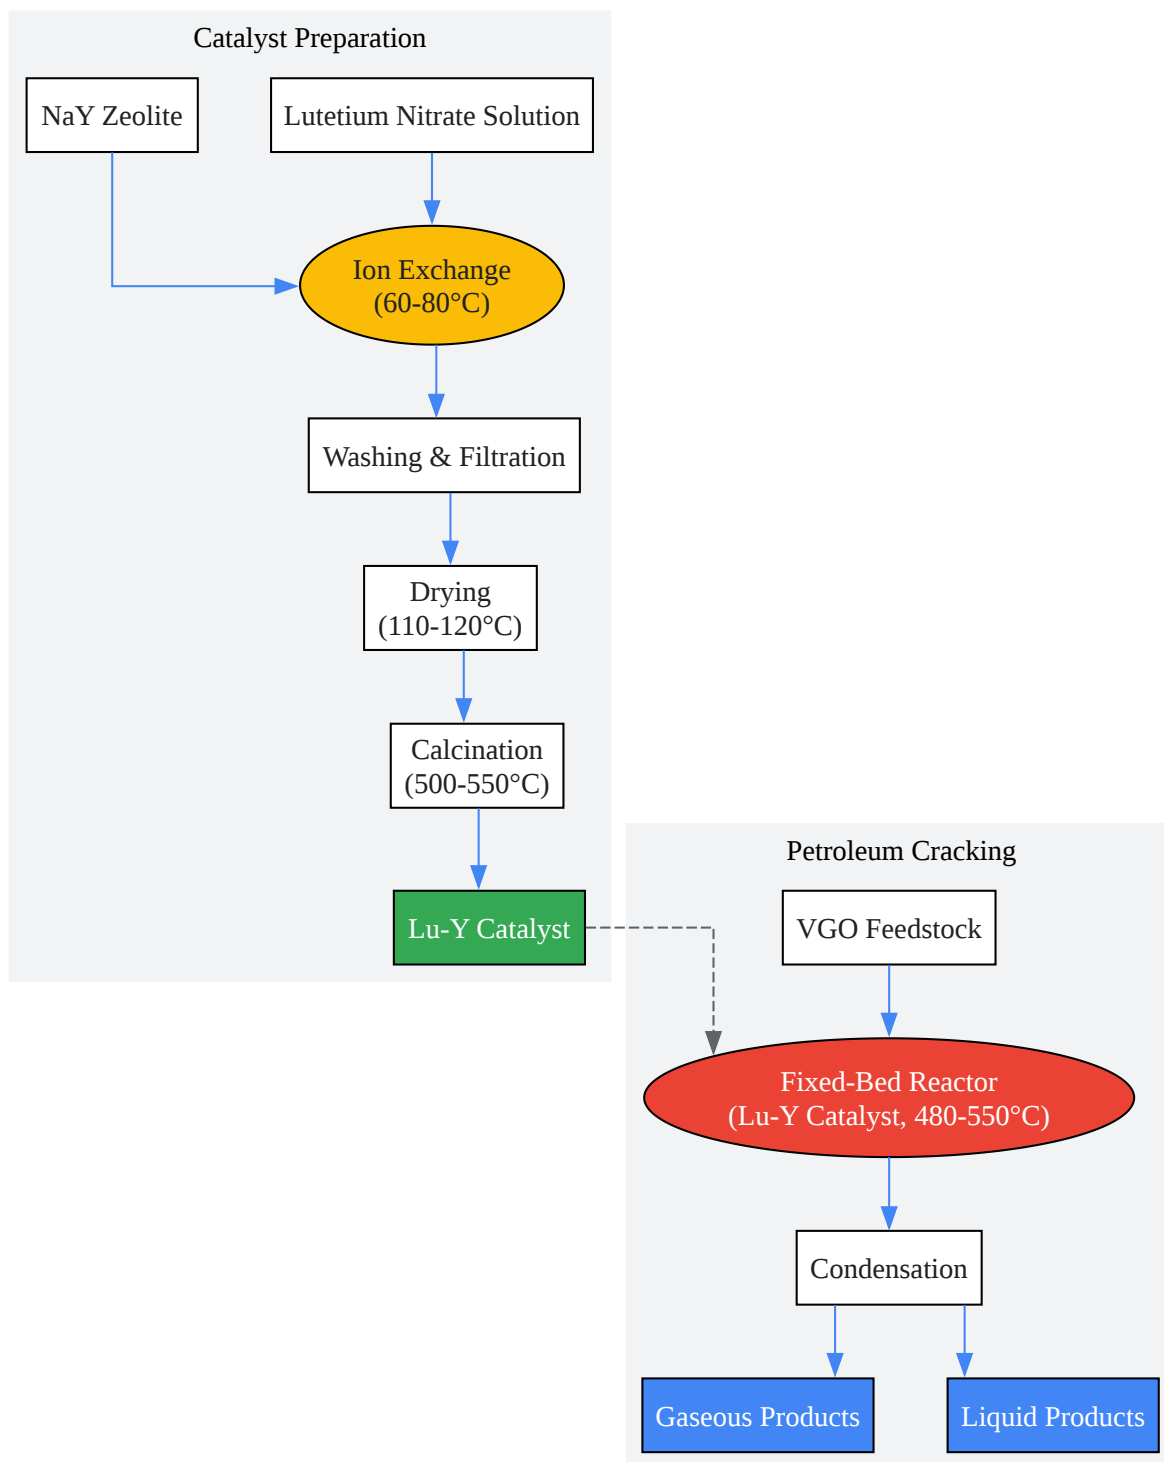 Catalyst Preparation
NaY Zeolite
Lutetium Nitrate Solution
Ion Exchange
(60-80°C)
Washing & Filtration
Drying
(110-120°C)
Calcination
(500-550°C)
Lu-Y Catalyst
Petroleum Cracking
VGO Feedstock
Fixed-Bed Reactor
(Lu-Y Catalyst, 480-550°C)
Condensation
Gaseous Products
Liquid Products